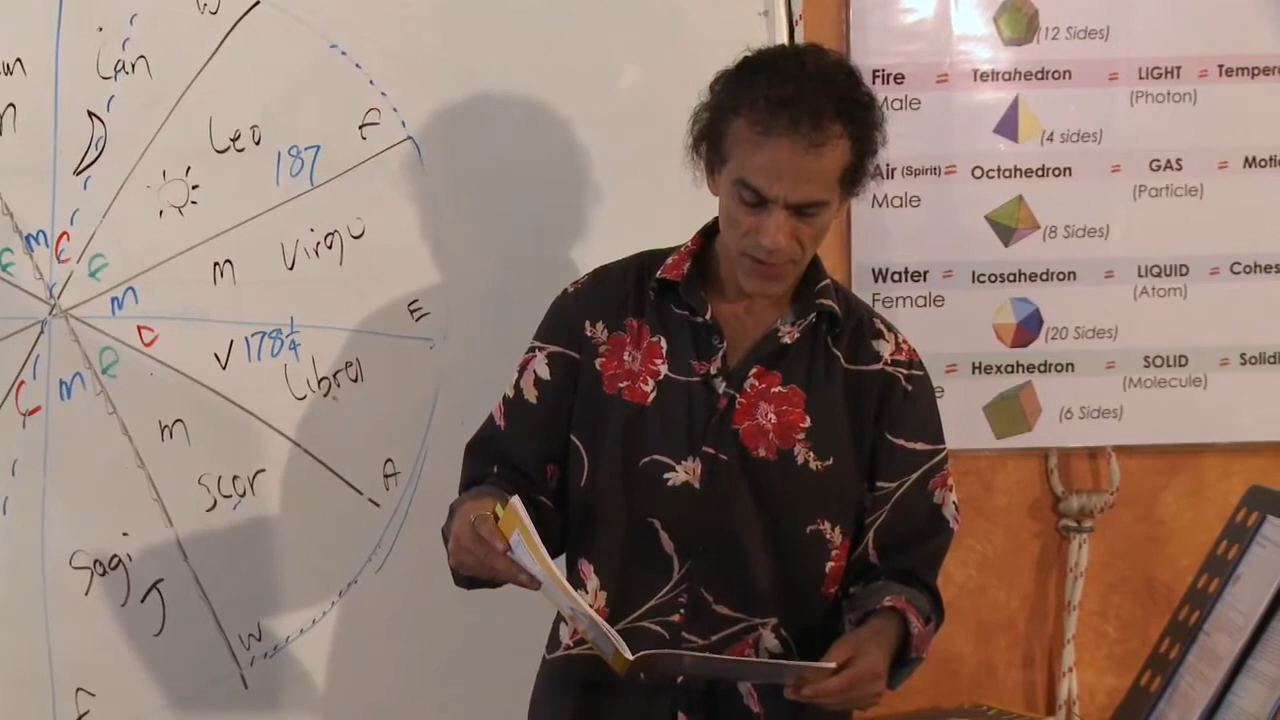 W
Can
Leo
187
F
m
Virgo
E
V 178¼
Libra
m
A
Scor
Sagi
J
W
m
E
E
m
C
E
m
C
(12 Sides)
Fire = Tetrahedron = LIGHT = Tempera
Male (Photon)
(4 sides)
Air (Spirit) = Octahedron = GAS = Moti
Male (Particle)
(8 Sides)
Water = Icosahedron = LIQUID = Cohes
Female (Atom)
(20 Sides)
= Hexahedron = SOLID = Solidi
(Molecule)
(6 Sides)